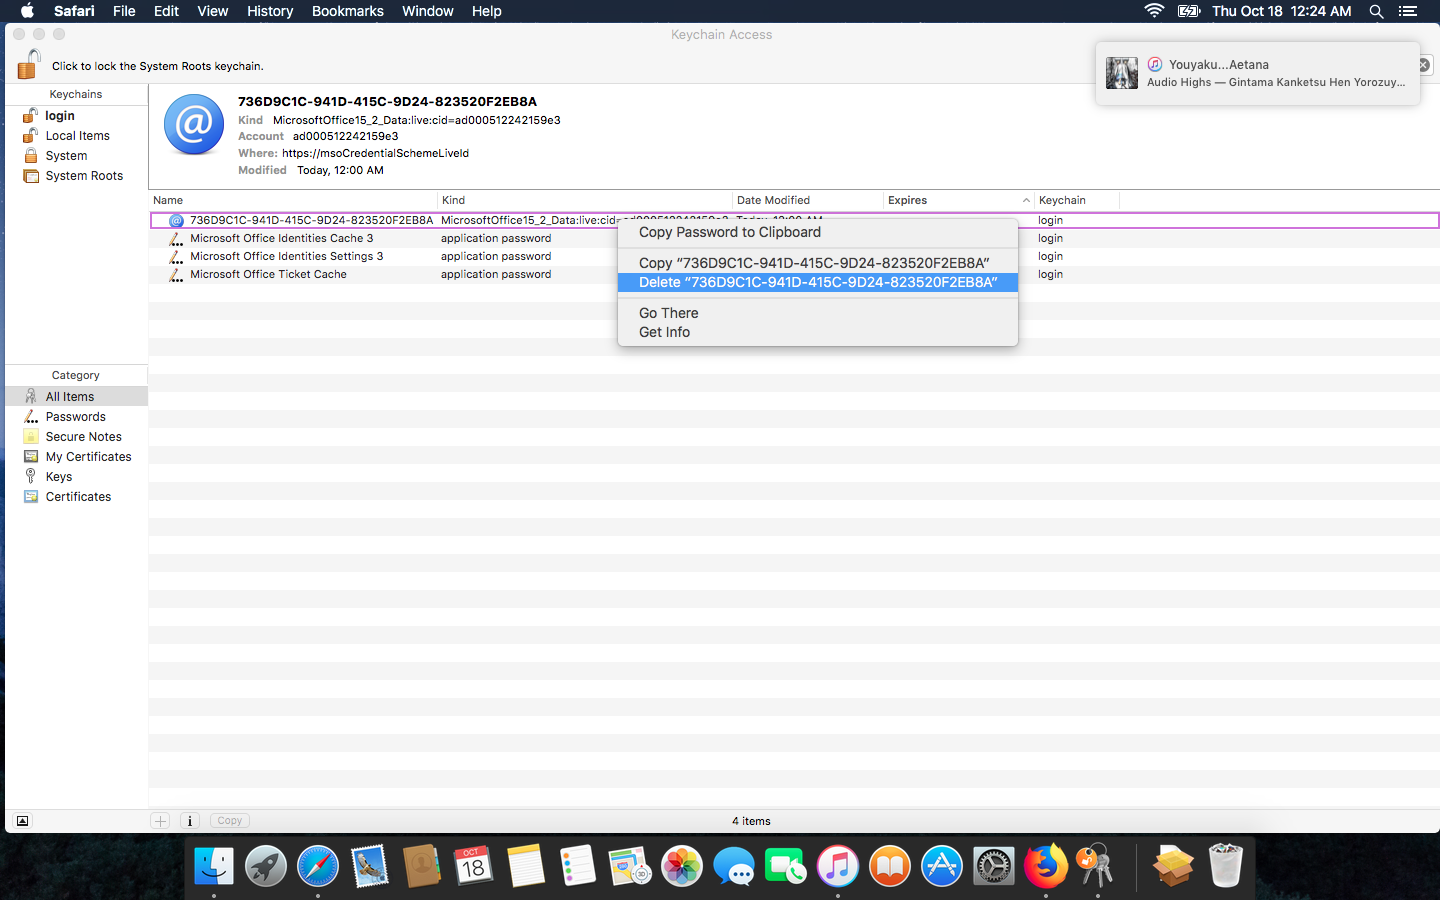 Safari File Edit View History Bookmarks Window Help Thu Oct 18 12:24 AM
Keychain Access
Click to lock the System Roots keychain.
Youyaku...Aetana
Audio Highs — Gintama Kanketsu Hen Yorozuy...
Keychains
login
Local Items
System
System Roots
736D9C1C-941D-415C-9D24-823520F2EB8A
Kind MicrosoftOffice15_2_Data:live:cid=ad000512242159e3
Account ad000512242159e3
Where: https://msoCredentialSchemeLiveId
Modified Today, 12:00 AM
Name Kind Date Modified Expires Keychain
736D9C1C-941D-415C-9D24-823520F2EB8A MicrosoftOffice15_2_Data:live:cid=ad000512242159e3 Today, 12:00 AM login
Microsoft Office Identities Cache 3 application password login
Microsoft Office Identities Settings 3 application password login
Microsoft Office Ticket Cache application password login
Copy Password to Clipboard
Copy “736D9C1C-941D-415C-9D24-823520F2EB8A”
Delete “736D9C1C-941D-415C-9D24-823520F2EB8A”
Go There
Get Info
Category
All Items
Passwords
Secure Notes
My Certificates
Keys
Certificates
Copy
4 items
OCT
18